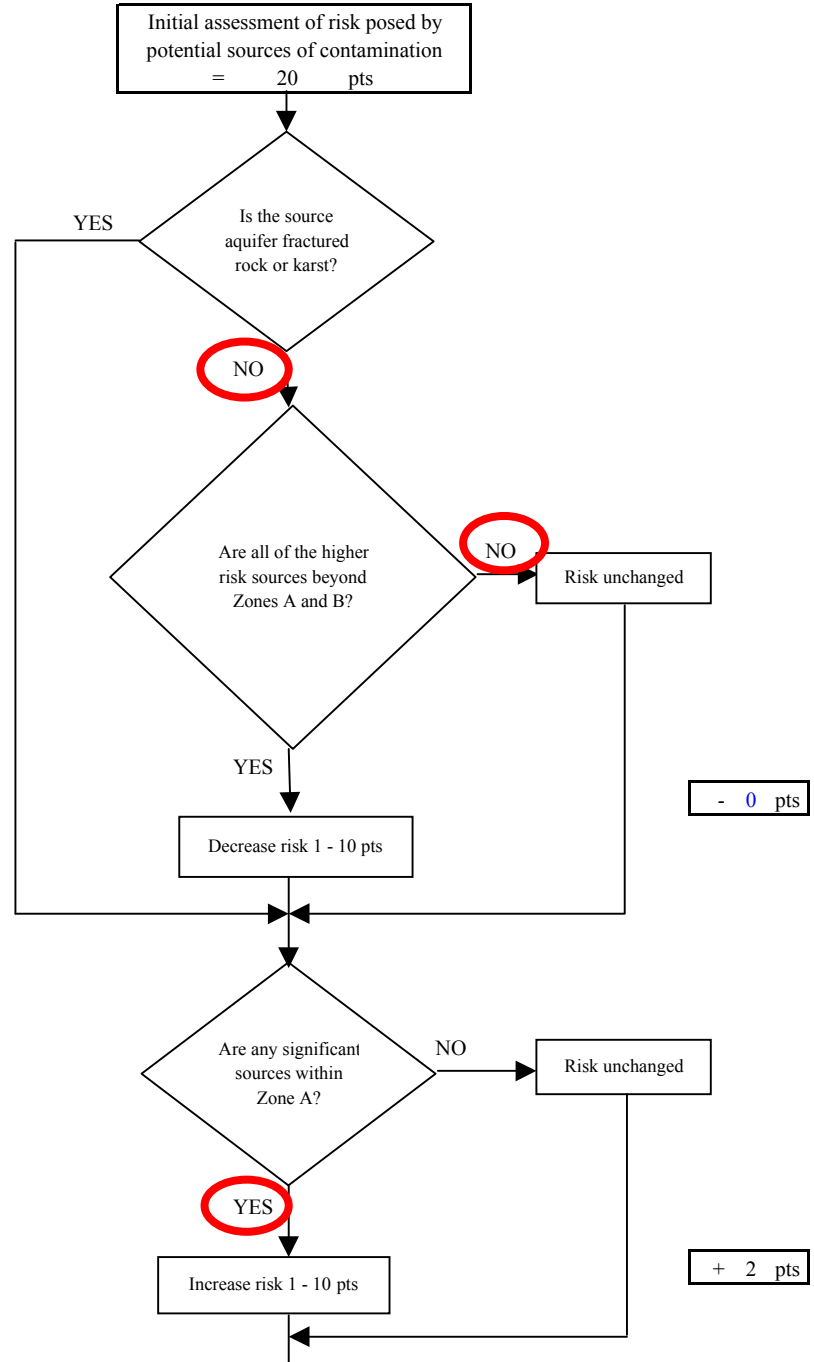 Initial assessment of risk posed by
potential sources of contamination
= 20 pts
YES
Is the source
aquifer fractured
rock or karst?
NO
Are all of the higher
risk sources beyond
Zones A and B?
NO
Risk unchanged
YES
- 0 pts
Decrease risk 1 - 10 pts
Are any significant
sources within
Zone A?
NO
Risk unchanged
YES
+ 2 pts
Increase risk 1 - 10 pts